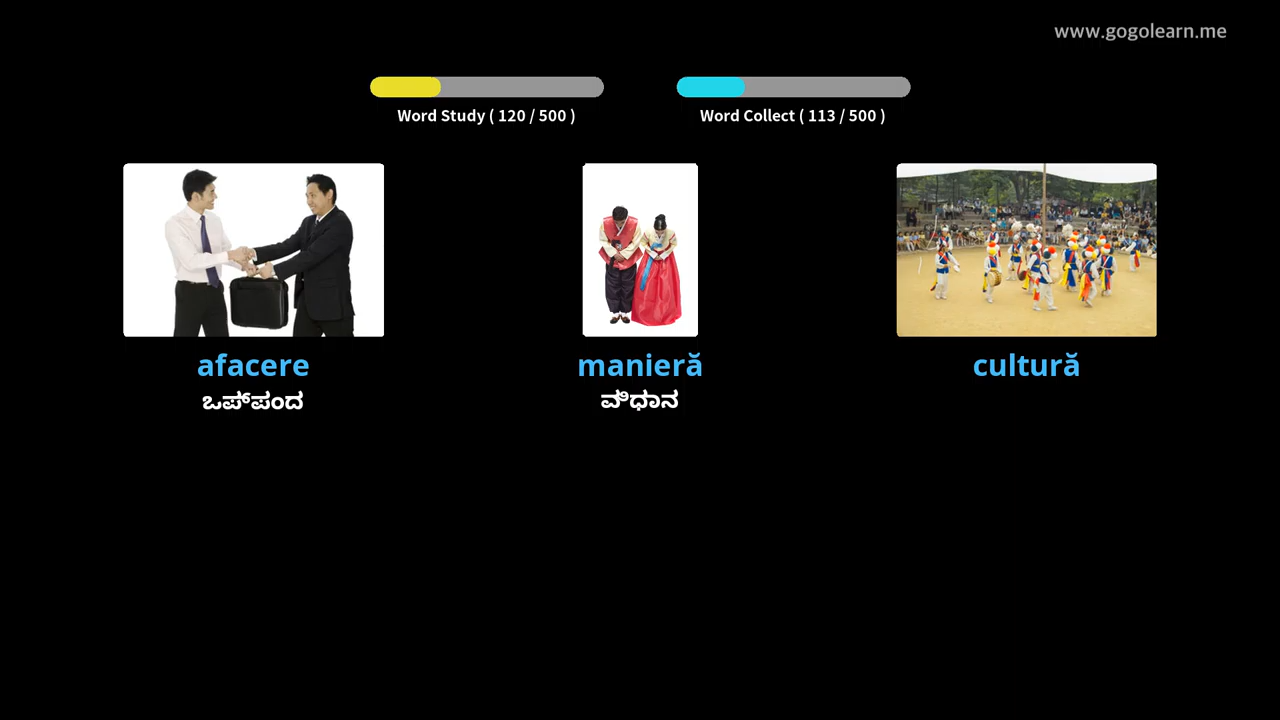 www.gogolearn.me
Word Study ( 120 / 500 )
Word Collect ( 113 / 500 )
afacere
manieră
cultură
ಒಪ್ಪಂದ
ವಿಧಾನ